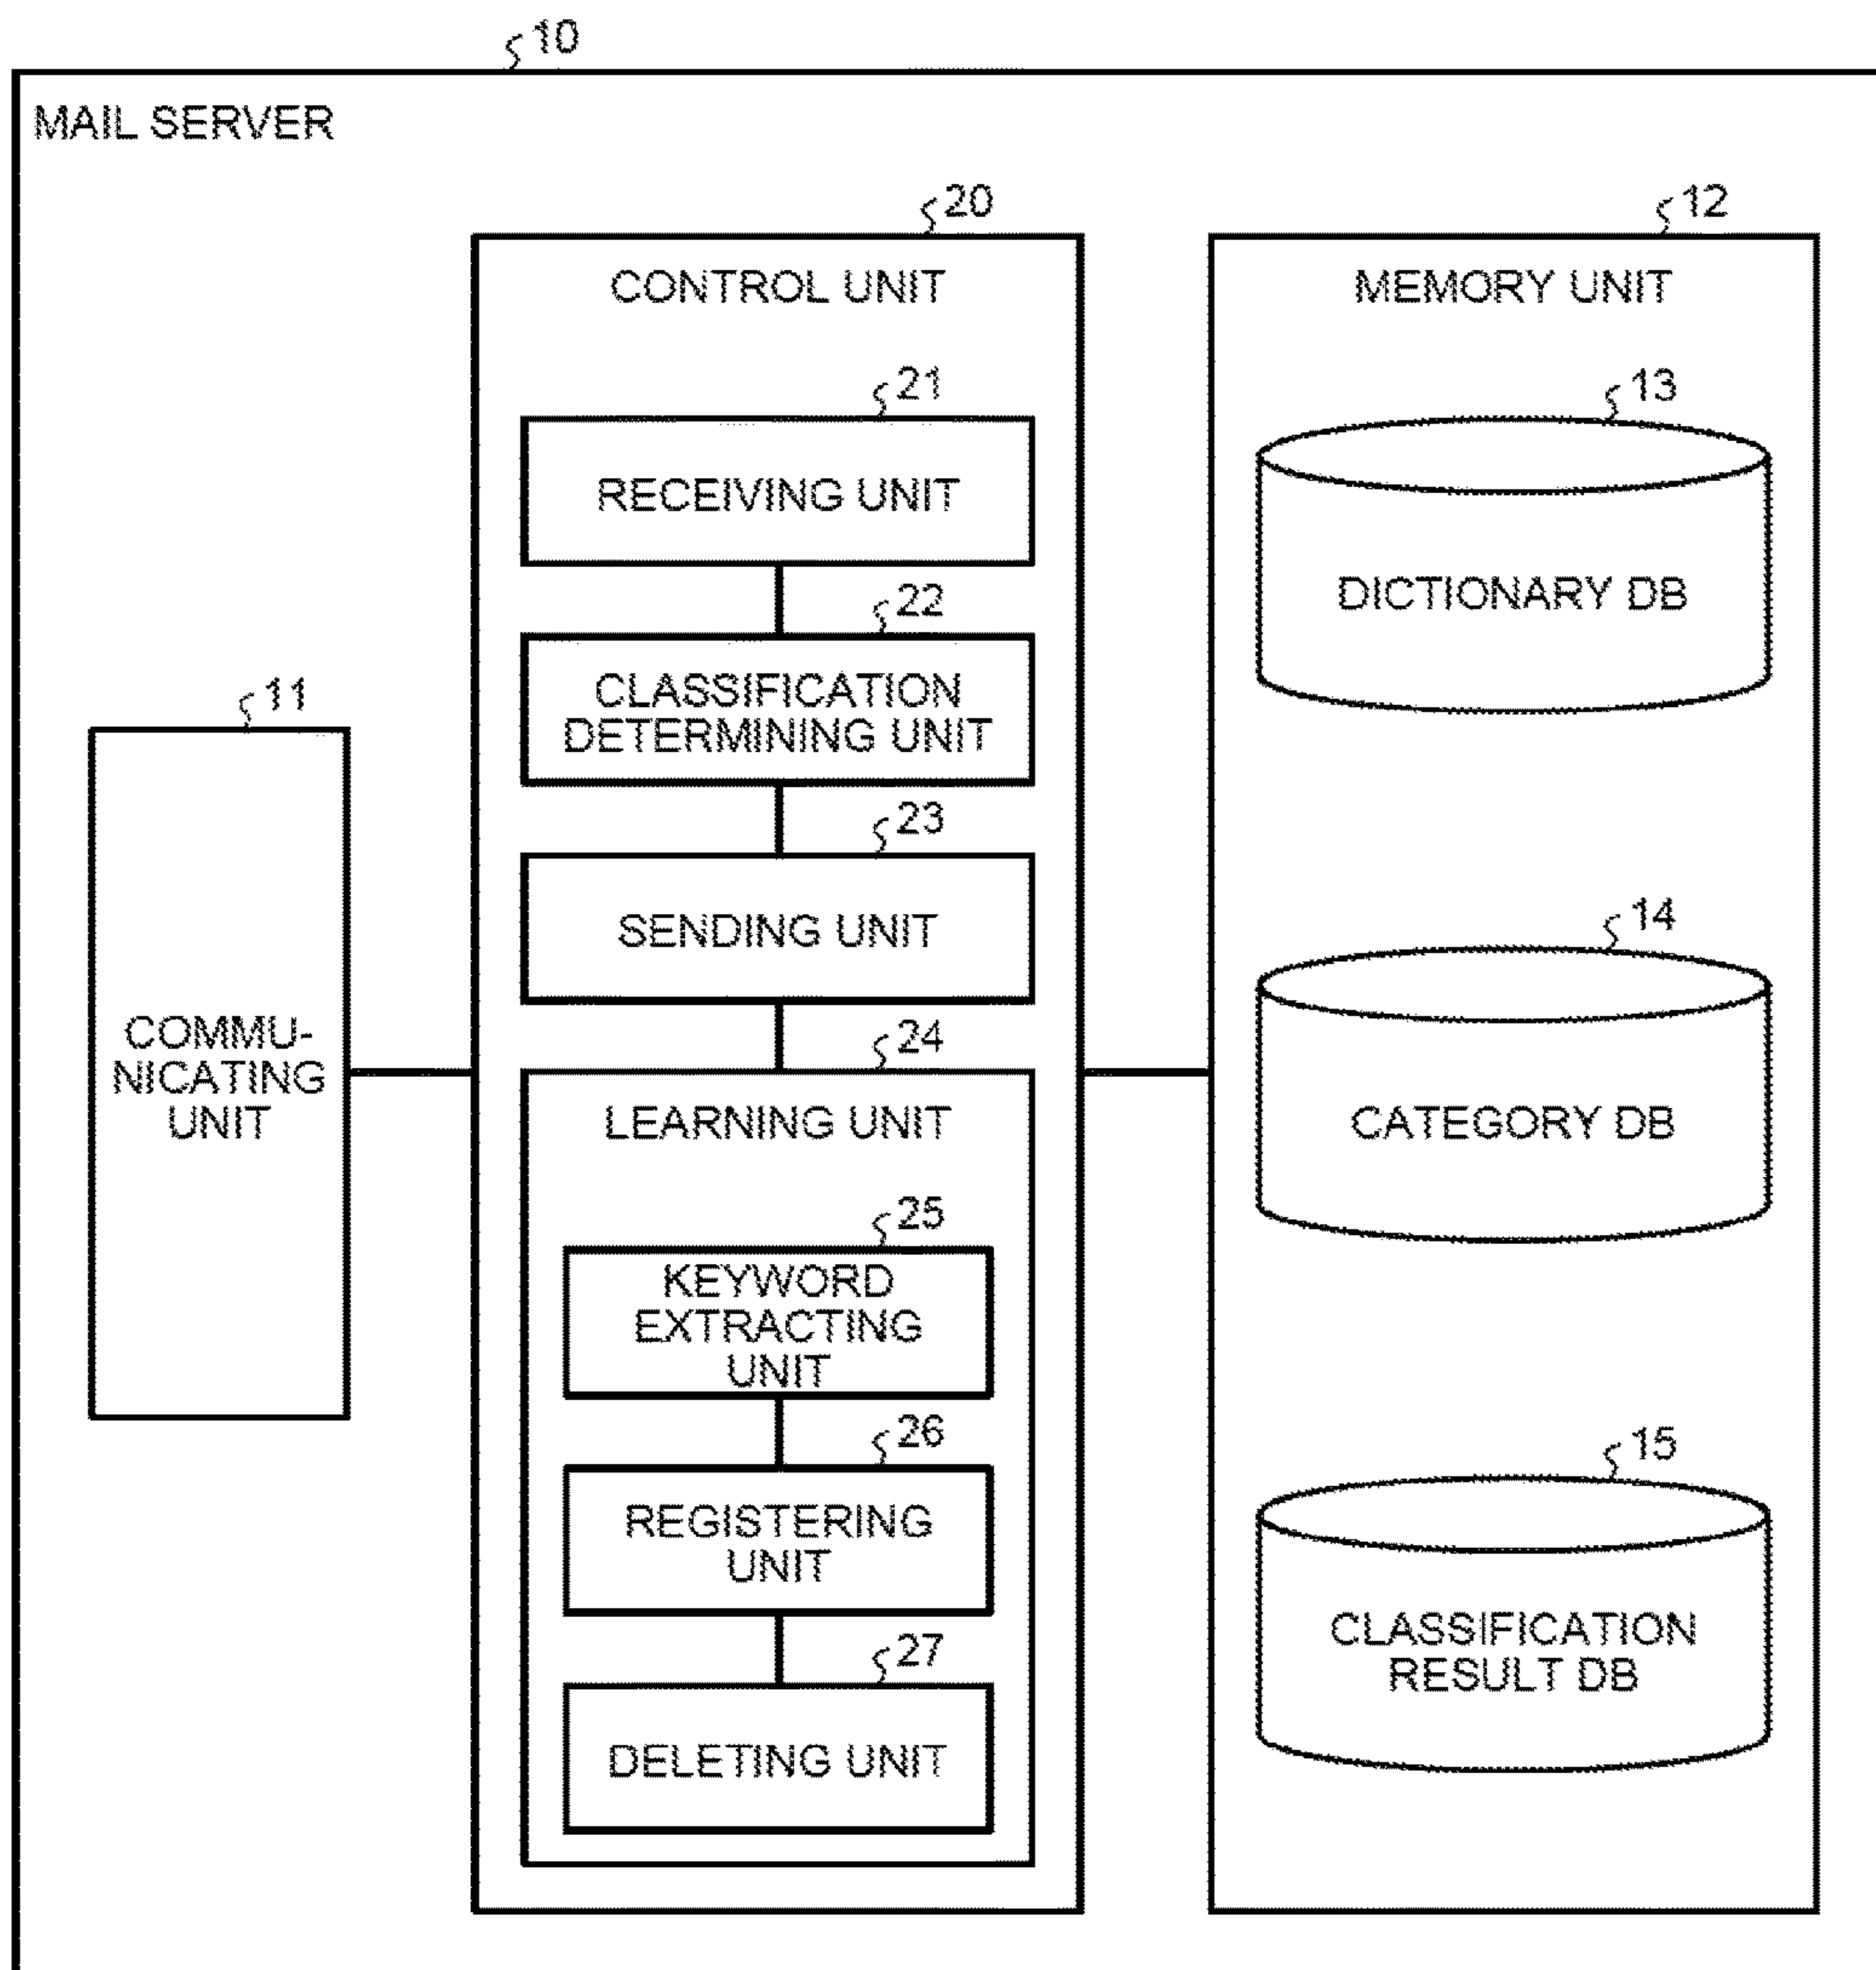 10
MAIL SERVER
20
CONTROL UNIT
21
RECEIVING UNIT
22
CLASSIFICATION
DETERMINING UNIT
23
SENDING UNIT
24
LEARNING UNIT
25
KEYWORD
EXTRACTING
UNIT
26
REGISTERING
UNIT
27
DELETING UNIT
11
COMMU-
NICATING
UNIT
12
MEMORY UNIT
13
DICTIONARY DB
14
CATEGORY DB
15
CLASSIFICATION
RESULT DB